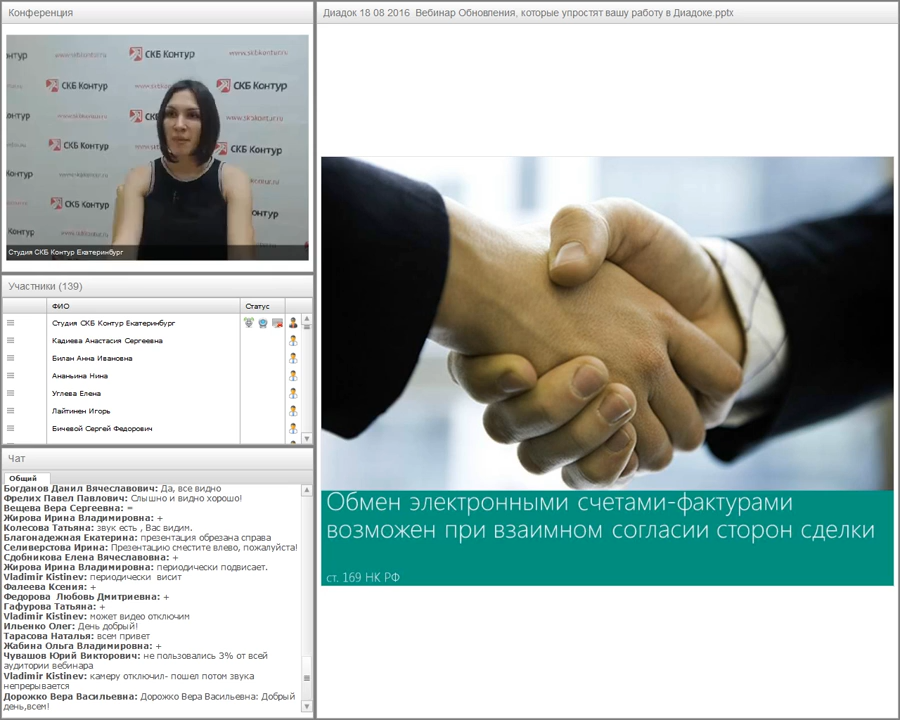 Конференция
СКБ Контур
www.skbkontur.ru
СКБ Контур
СКБ Контур
www.skbkontur.ru
СКБ Контур
СКБ Контур
СКБ Контур
Студия СКБ Контур Екатеринбург
Участники (139)
ФИО Статус
Студия СКБ Контур Екатеринбург
Кадиева Анастасия Сергеевна
Билан Анна Ивановна
Ананьина Нина
Углева Елена
Лайтинен Игорь
Бичевой Сергей Федорович
Чат
Общий
Богданов Данил Вячеславович: Да, все видно
Фрелих Павел Павлович: Слышно и видно хорошо!
Вещева Вера Сергеевна: =
Жирова Ирина Владимировна: +
Колесова Татьяна: звук есть , Вас видим.
Благонадежная Екатерина: презентация обрезана справа
Селиверстова Ирина: Презентацию сместите влево, пожалуйста!
Сдобникова Елена Вячеславовна: +
Жирова Ирина Владимировна: периодически подвисает.
Vladimir Kistinev: периодически висит
Фалеева Ксения: +
Федорова Любовь Дмитриевна: +
Гафурова Татьяна: +
Vladimir Kistinev: может видео отключим
Ильенко Олег: День добрый!
Тарасова Наталья: всем привет
Жабина Ольга Владимировна: +
Чувашов Юрий Викторович: не пользовались 3% от всей
аудитории вебинара
Vladimir Kistinev: камеру отключил- пошел потом звука
непрерывается
Дорожко Вера Васильевна: Дорожко Вера Васильевна: Добрый
день,всем!
Диадок 18 08 2016 Вебинар Обновления, которые упростят вашу работу в Диадоке.pptx
Обмен электронными счетами-фактурами
возможен при взаимном согласии сторон сделки
ст. 169 НК РФ